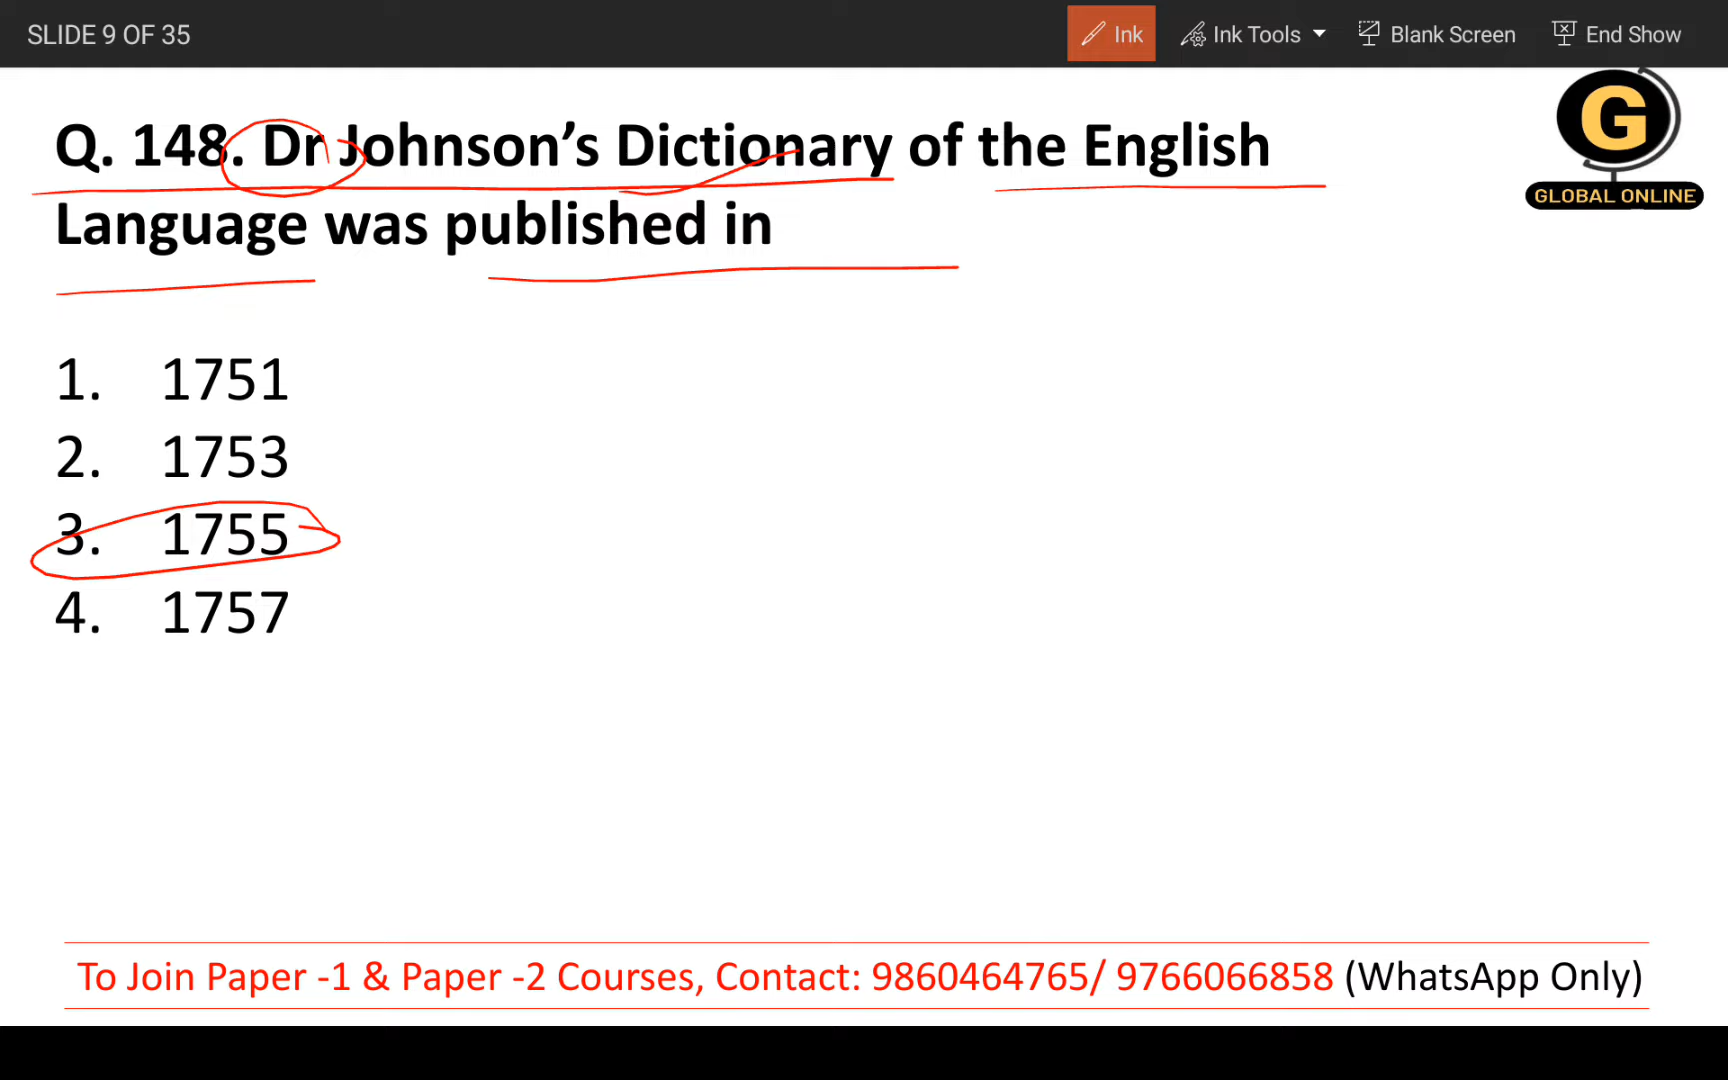 SLIDE 9 OF 35
Ink
Ink Tools
Blank Screen
End Show
G
GLOBAL ONLINE
Q. 148. Dr Johnson’s Dictionary of the English
Language was published in
1. 1751
2. 1753
3. 1755
4. 1757
To Join Paper -1 & Paper -2 Courses, Contact: 9860464765/ 9766066858 (WhatsApp Only)